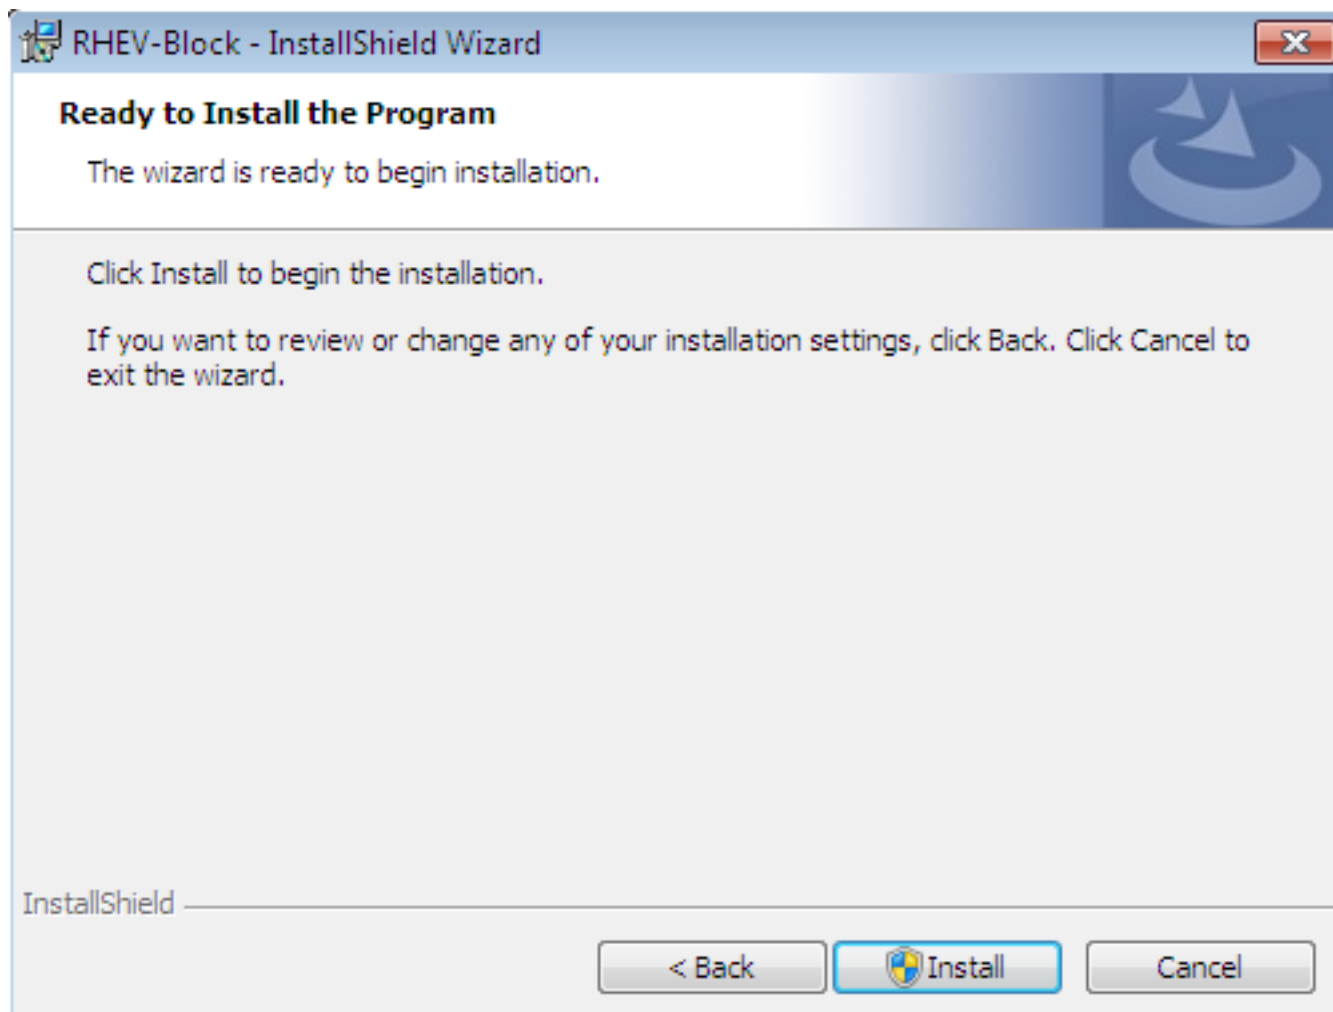 RHEV-Block - InstallShield Wizard
Ready to Install the Program
The wizard is ready to begin installation.
Click Install to begin the installation.
If you want to review or change any of your installation settings, click Back. Click Cancel to
exit the wizard.
InstallShield
< Back
Install
Cancel